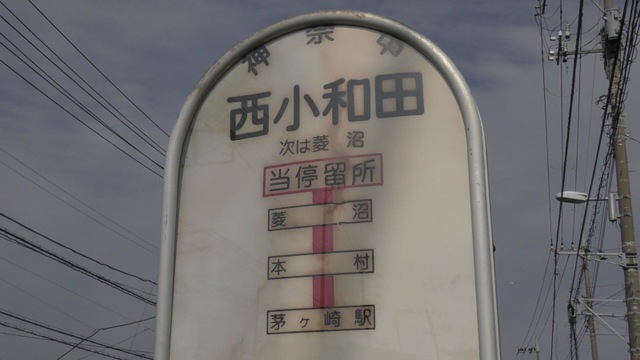 神奈中
西小和田
次は菱沼
当停留所
菱沼
本村
茅ヶ崎駅